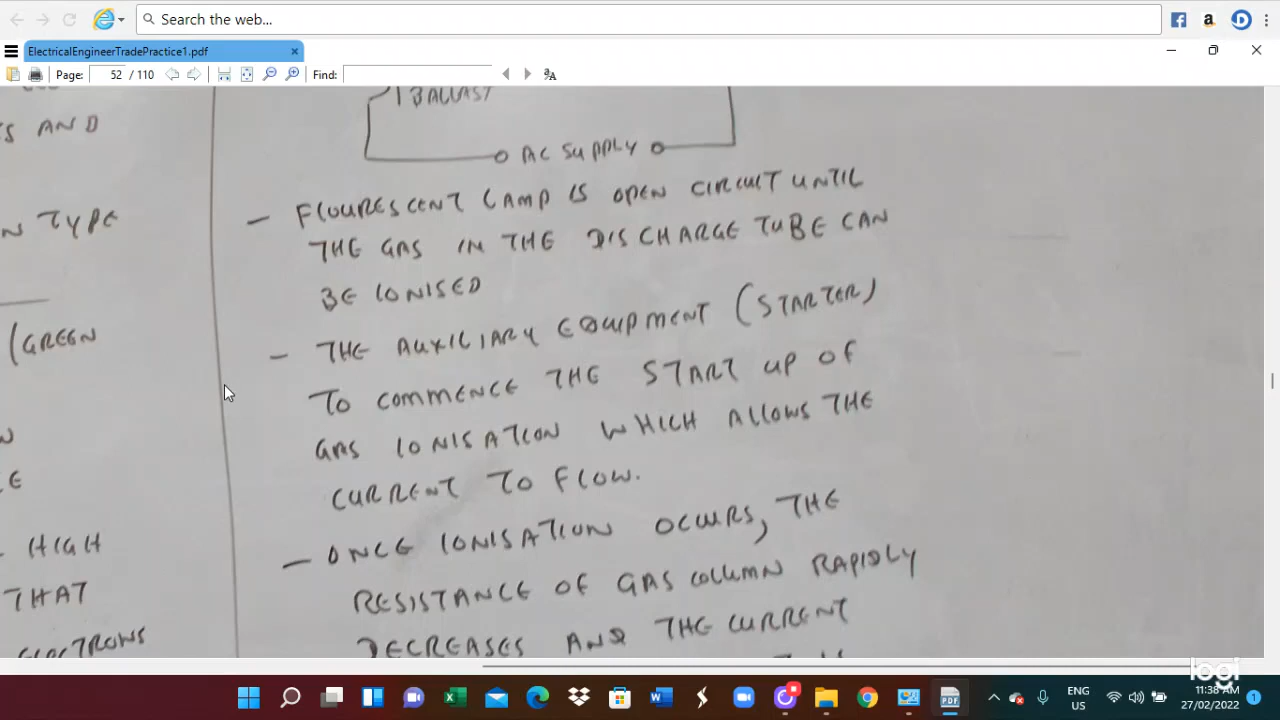 Search the web...
ElectricalEngineerTradePractice1.pdf
Page: 52 / 110 Find:
BALLAST
S AND
AC SUPPLY
FLOURESCENT LAMP IS OPEN CIRCUIT UNTIL
THE GAS IN THE DISCHARGE TUBE CAN
BE IONISED
N TYPE
THE AUXILIARY EQUIPMENT (STARTER)
TO COMMENCE THE START UP OF
GAS IONISATION WHICH ALLOWS THE
CURRENT TO FLOW.
(GREEN
ONCE IONISATION OCCURS, THE
RESISTANCE OF GAS COLUMN RAPIDLY
DECREASES AND THE CURRENT
HIGH
THAT
ELECTRONS
logi
ENG
US
11:38 AM
27/02/2022